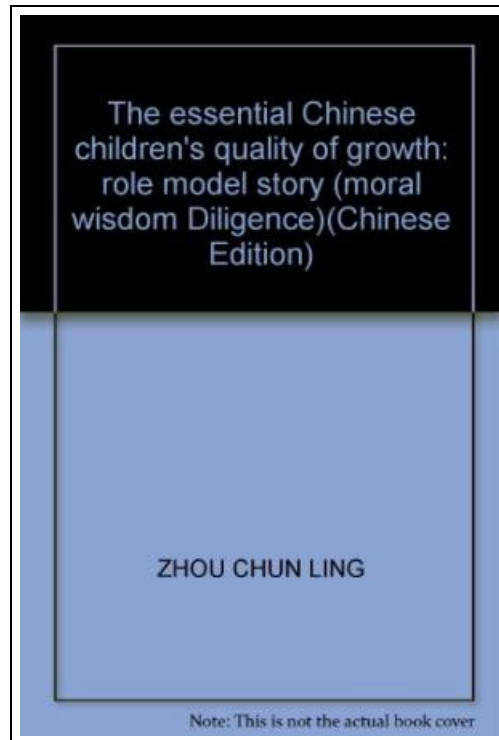 The essential Chinese
children's quality of growth:
role model story (moral
wisdom Diligence)(Chinese
Edition)
ZHOU CHUN LING
Note: This is not the actual book cover